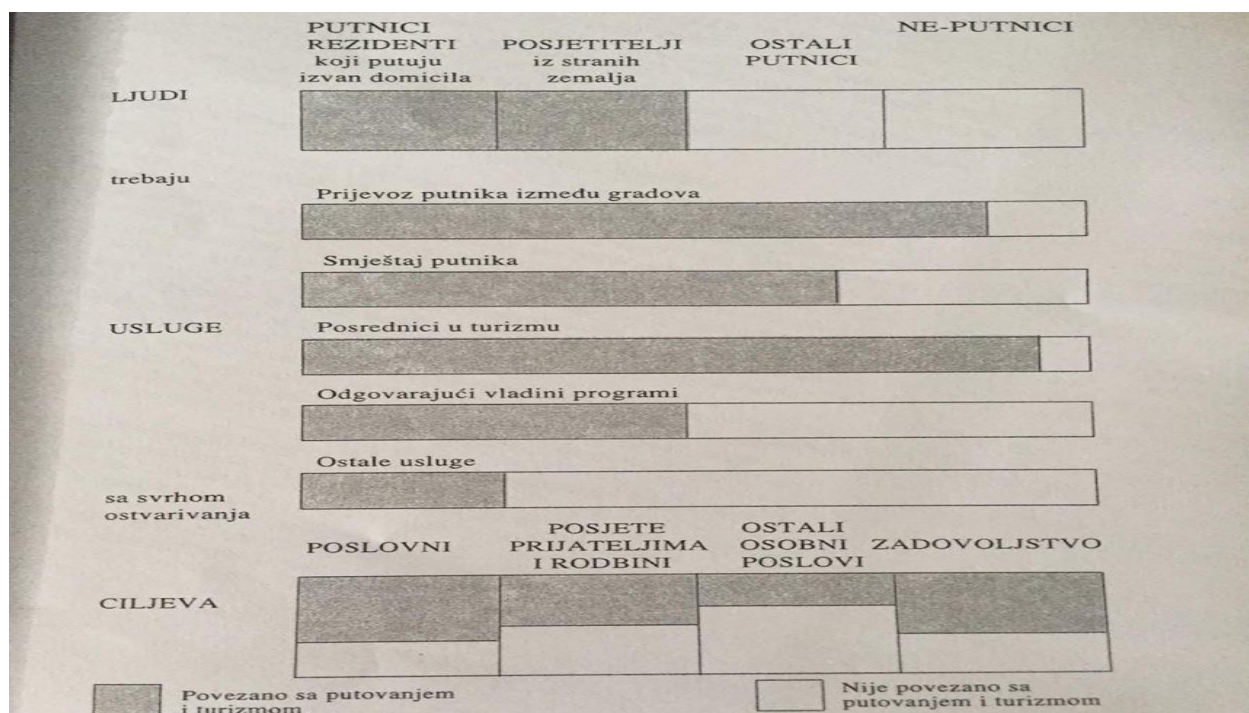 PUTNICI
REZIDENTI
koji putuju
izvan domicila
POSJETITELJI
iz stranih
zemalja
OSTALI
PUTNICI
NE-PUTNICI
LJUDI
trebaju
Prijevoz putnika između gradova
Smještaj putnika
USLUGE
Posrednici u turizmu
Odgovarajući vladini programi
Ostale usluge
sa svrhom
ostvarivanja
POSLOVNI
POSJETE
PRIJATELJIMA
I RODBINI
OSTALI
OSOBNI
POSLOVI
ZADOVOLJSTVO
CILJEVA
Povezano sa putovanjem
i turizmom
Nije povezano sa
putovanjem i turizmom